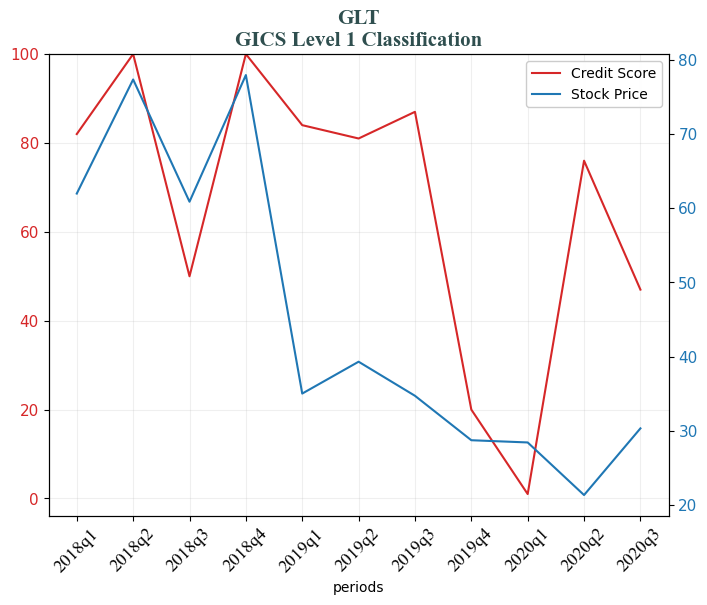 GLT
GICS Level 1 Classification
Credit Score
Stock Price
100
80
60
40
20
0
80
70
60
50
40
30
20
2018q1
2018q2
2018q3
2018q4
2019q1
2019q2
2019q3
2019q4
2020q1
2020q2
2020q3
periods